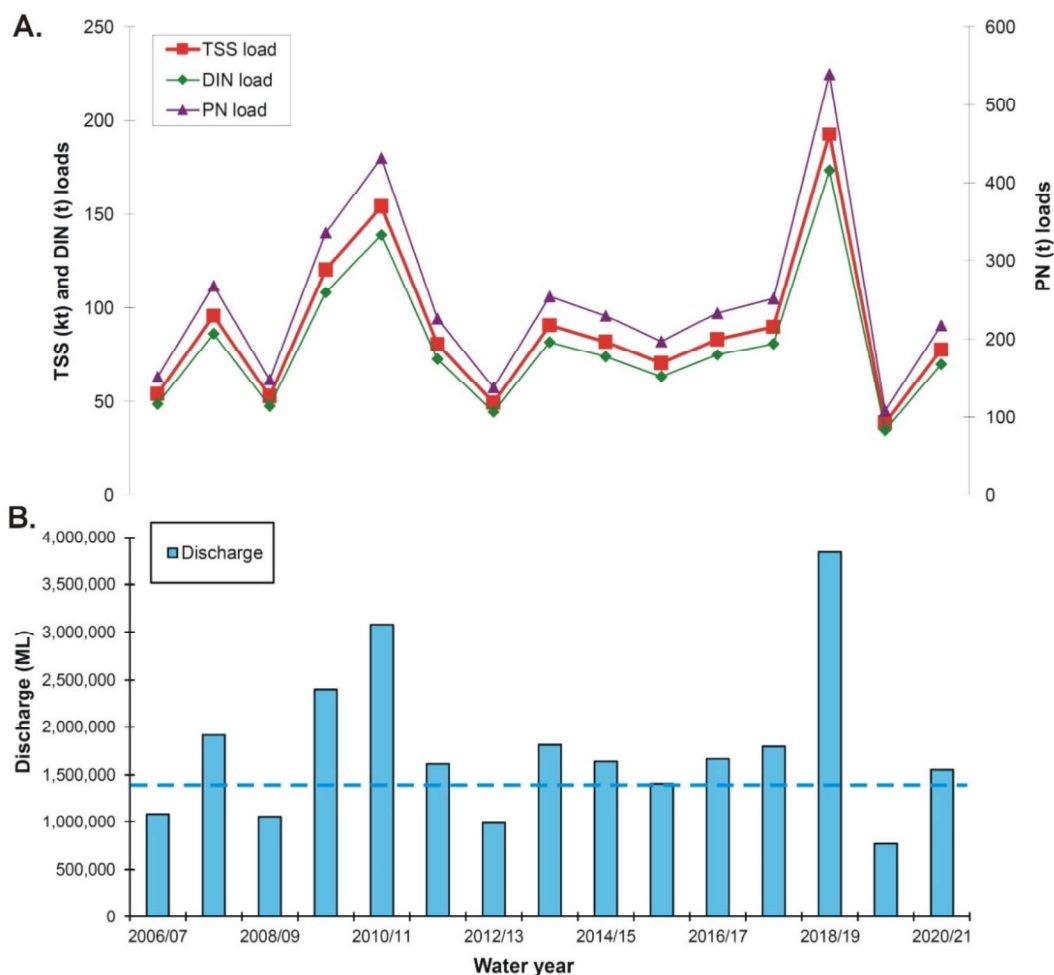 A.
TSS load
DIN load
PN load
TSS (kt) and DIN (t) loads
250
200
150
100
50
0
PN (t) loads
600
500
400
300
200
100
0
B.
Discharge
Discharge (ML)
4,000,000
3,500,000
3,000,000
2,500,000
2,000,000
1,500,000
1,000,000
500,000
0
2006/07 2008/09 2010/11 2012/13 2014/15 2016/17 2018/19 2020/21
Water year